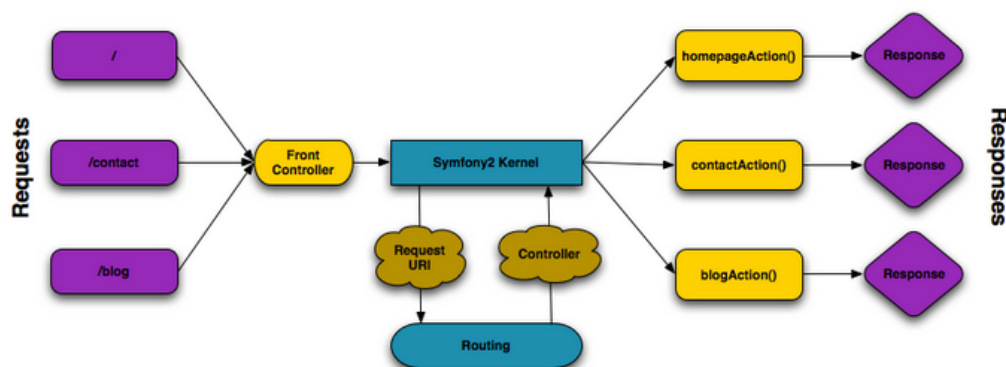 Requests
/
/contact
/blog
Front
Controller
Symfony2 Kernel
Request
URI
Controller
Routing
homepageAction()
contactAction()
blogAction()
Response
Response
Response
Responses